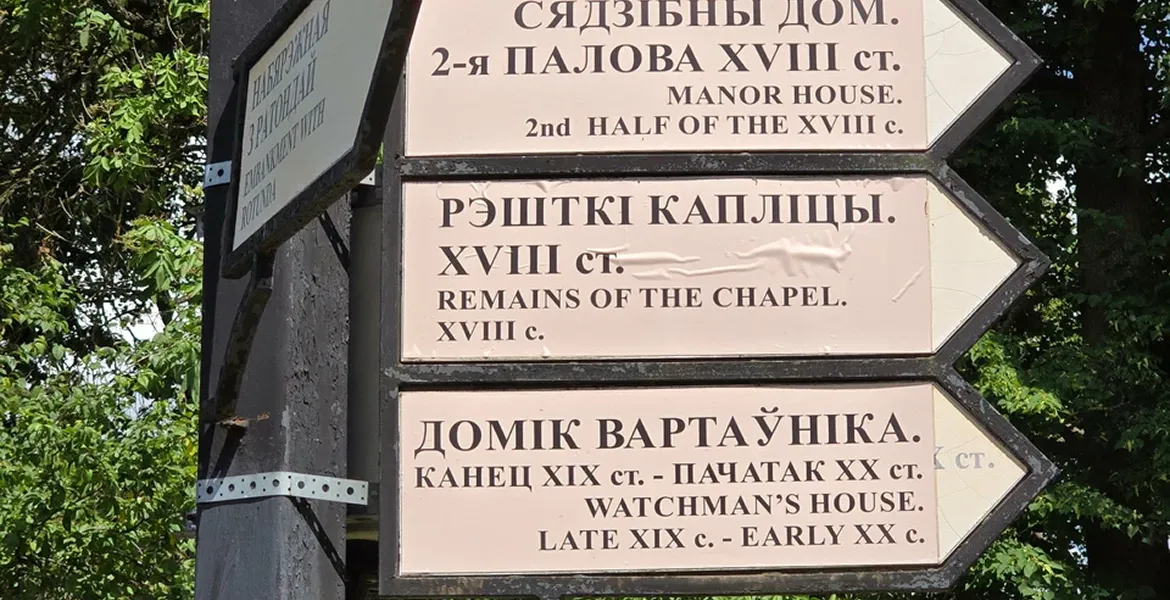 НАБЯРЭЖНАЯ
З РАТОНДАЙ
EMBANKMENT WITH
ROTUNDA
СЯДЗІБНЫ ДОМ.
2-я ПАЛОВА XVIII ст.
MANOR HOUSE.
2nd HALF OF THE XVIII c.
РЭШТКІ КАПЛІЦЫ.
XVIII ст.
REMAINS OF THE CHAPEL.
XVIII c.
ДОМІК ВАРТАЎНІКА.
КАНЕЦ XIX ст. - ПАЧАТАК XX ст.
WATCHMAN'S HOUSE.
LATE XIX c. - EARLY XX c.
X ст.